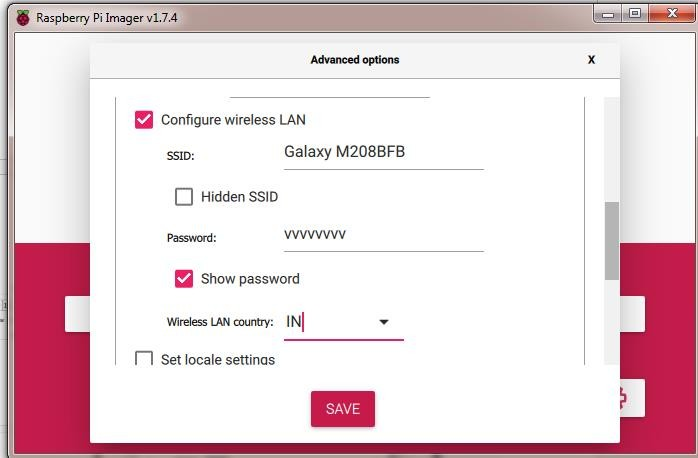 Raspberry Pi Imager v1.7.4
Advanced options X
Configure wireless LAN
SSID: Galaxy M208BFB
Hidden SSID
Password: vvvvvvvv
Show password
Wireless LAN country: IN
Set locale settings
SAVE